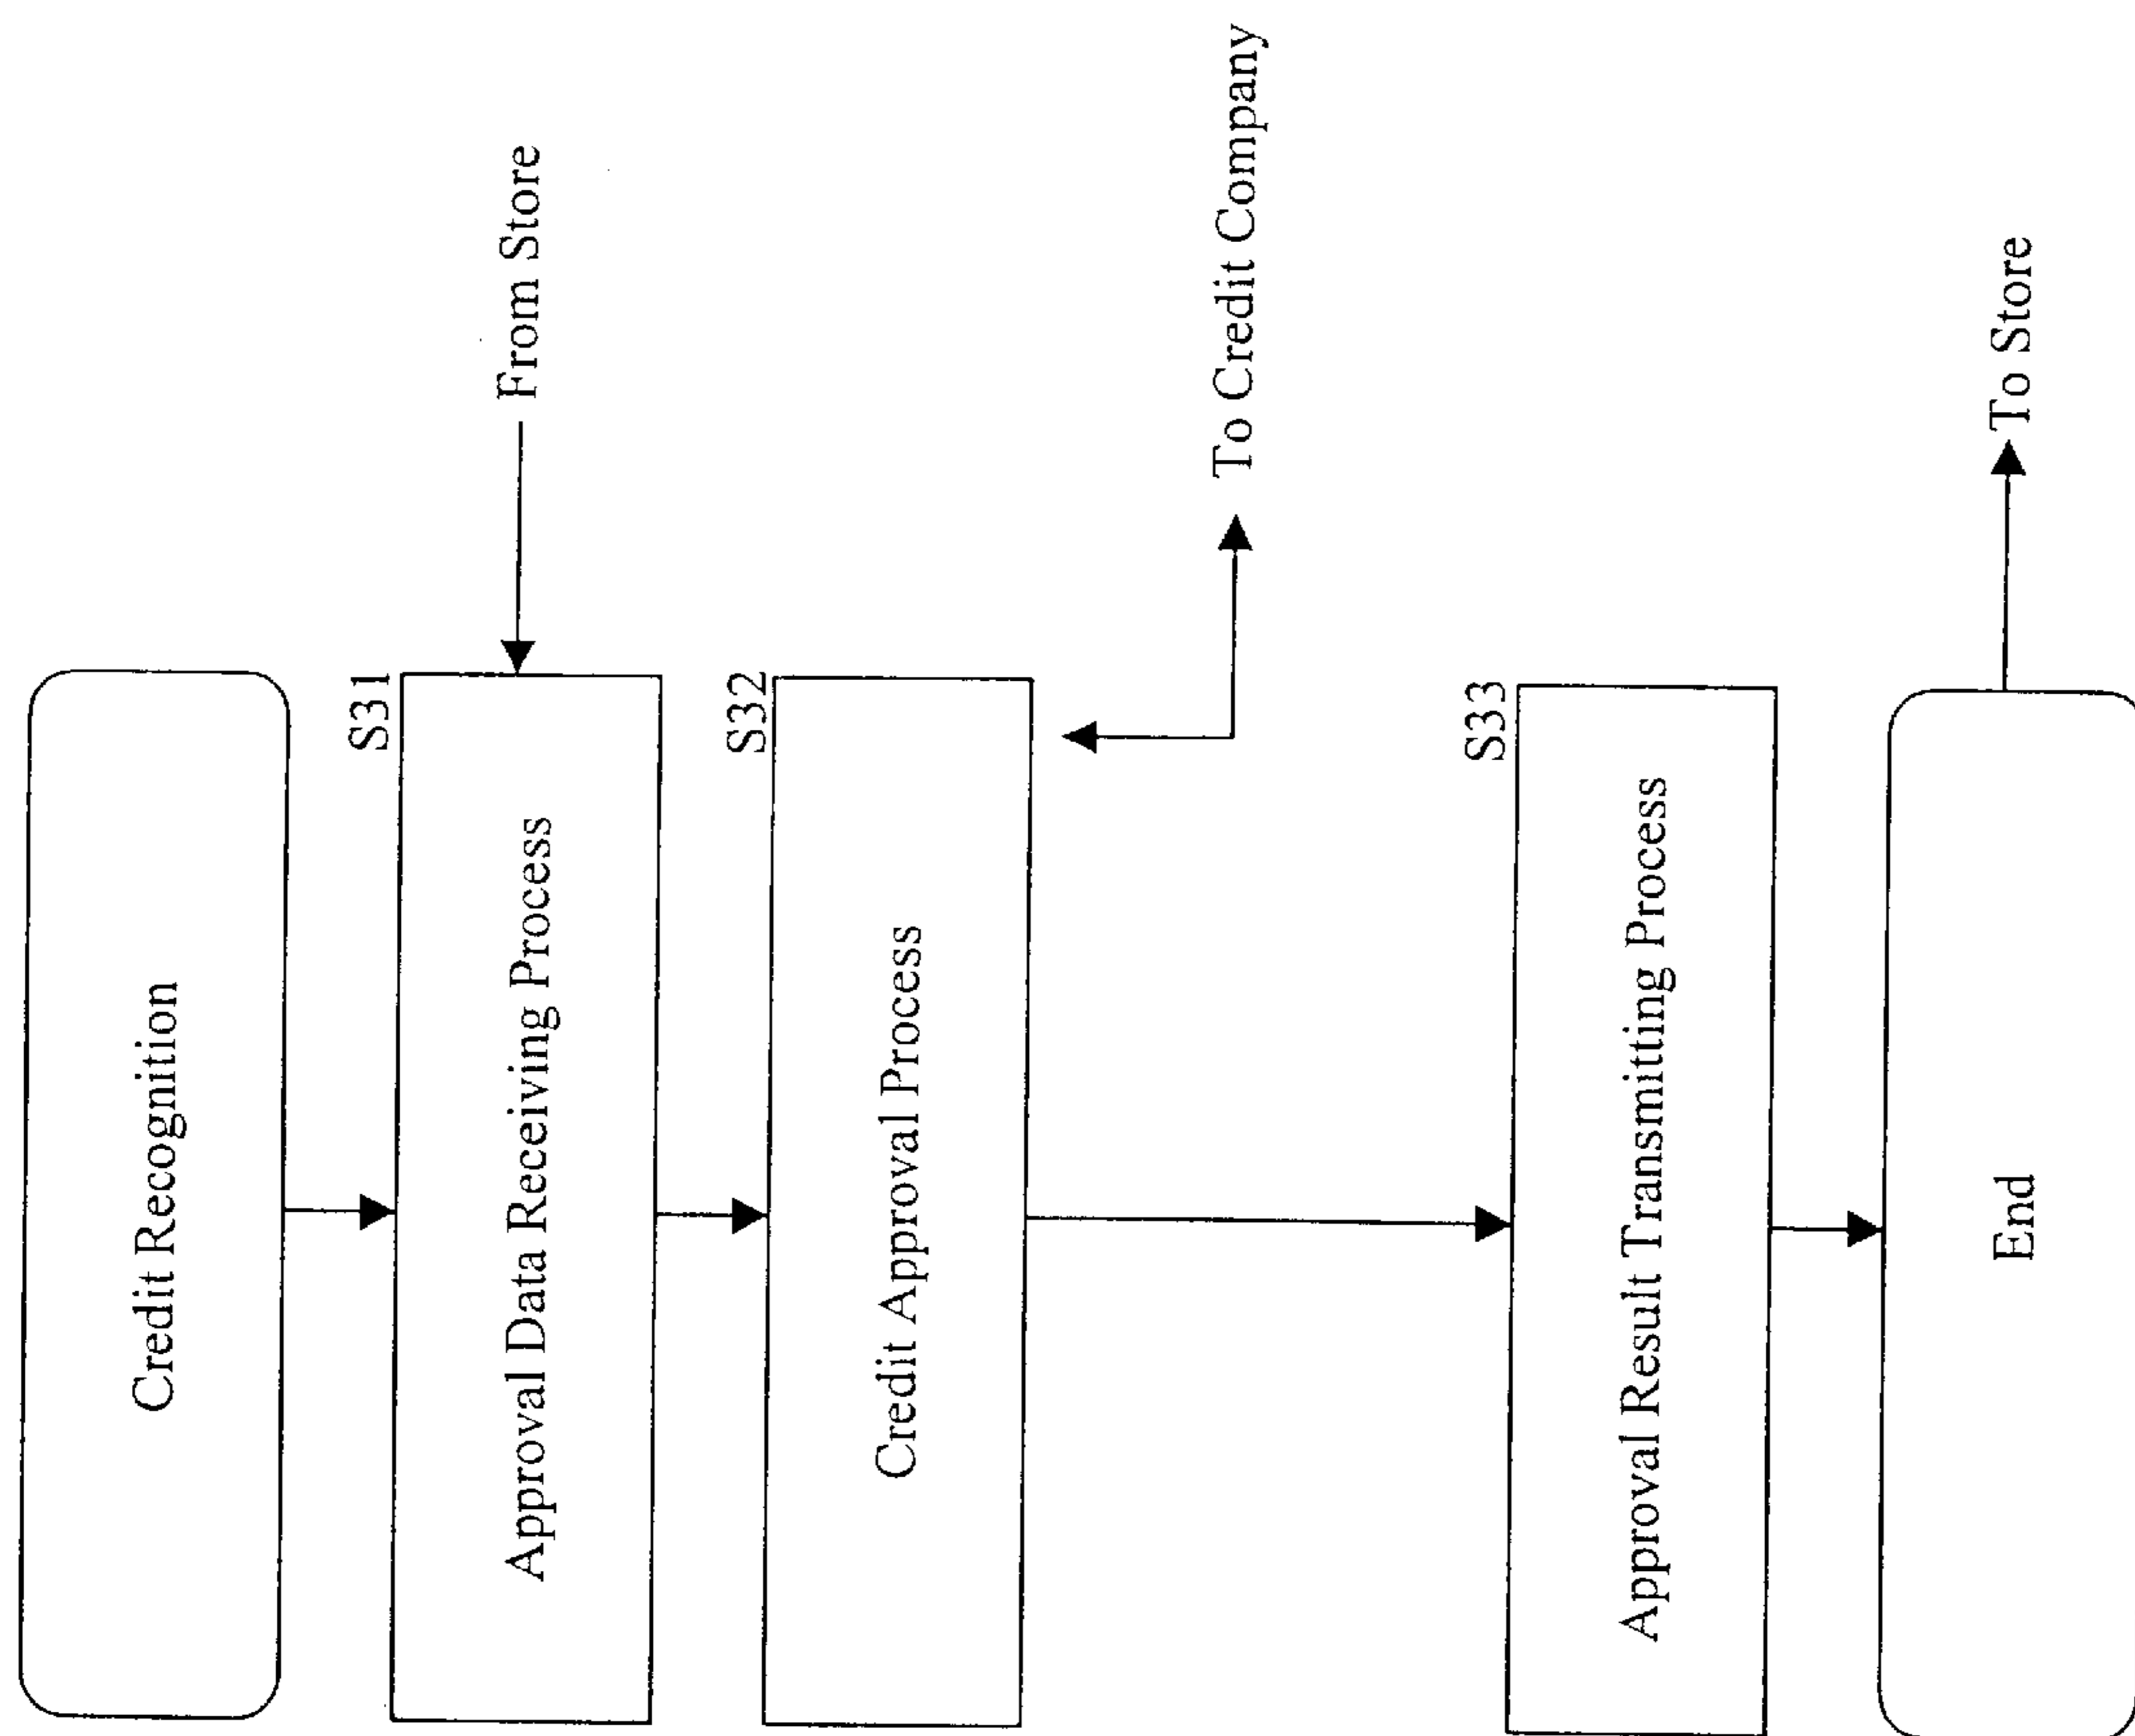 Credit Recognition
S31
Approval Data Receiving Process
From Store
S32
Credit Approval Process
To Credit Company
S33
Approval Result Transmitting Process
End
To Store